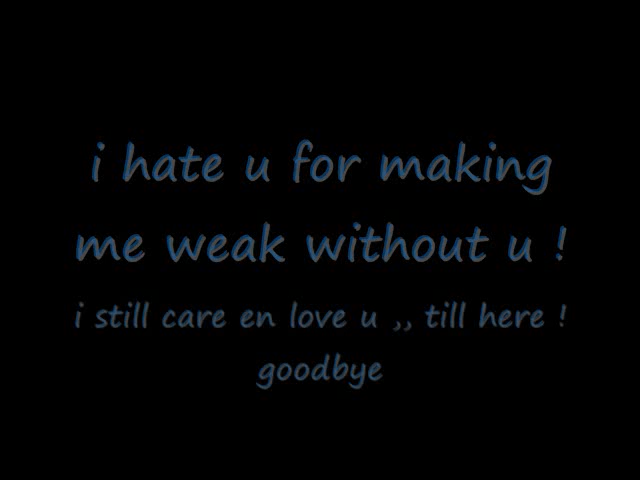 i hate u for making
me weak without u !
i still care en love u ,, till here !
goodbye